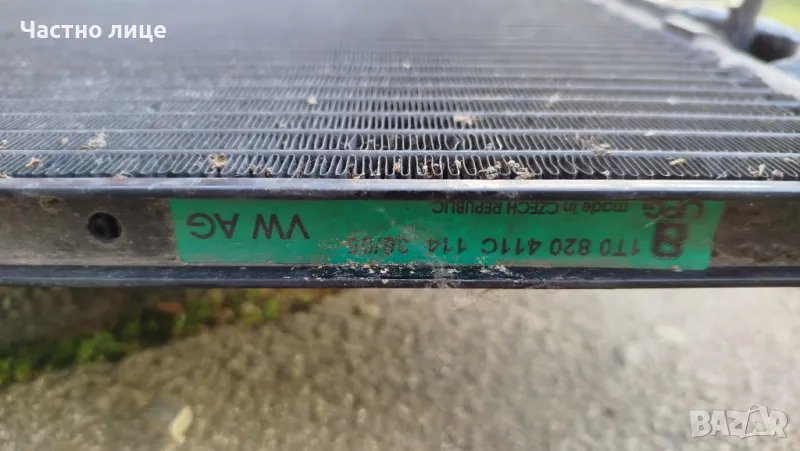 Частно лице
1T0 820 411C 114
VW AG
made in CZECH REPUBLIC
BAZAR